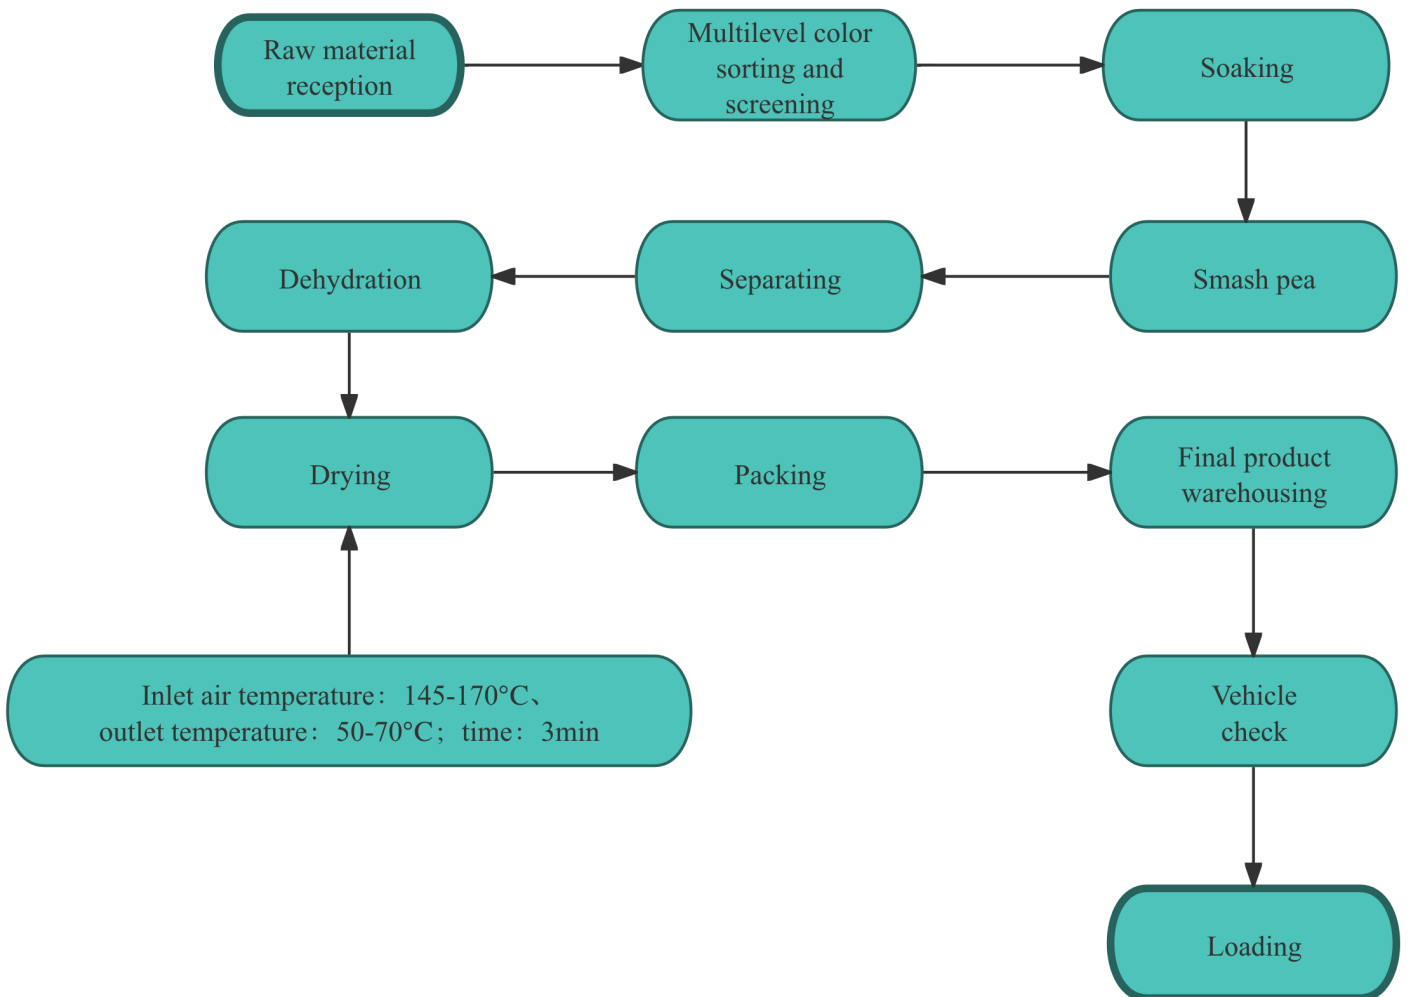 Raw material
reception
Multilevel color
sorting and
screening
Soaking
Smash pea
Separating
Dehydration
Drying
Packing
Final product
warehousing
Inlet air temperature：145-170°C、
outlet temperature：50-70°C；time：3min
Vehicle
check
Loading